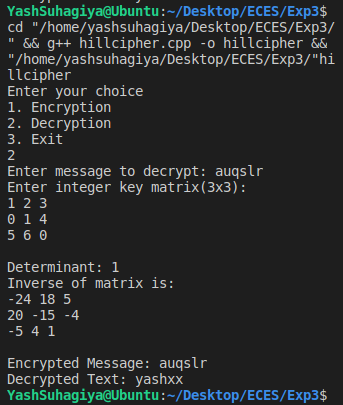 YashSuhagiya@Ubuntu:~/Desktop/ECES/Exp3$
cd "/home/yashsuhagiya/Desktop/ECES/Exp3/
" && g++ hillcipher.cpp -o hillcipher &&
"/home/yashsuhagiya/Desktop/ECES/Exp3/"hi
llcipher
Enter your choice
1. Encryption
2. Decryption
3. Exit
2
Enter message to decrypt: auqslr
Enter integer key matrix(3x3):
1 2 3
0 1 4
5 6 0

Determinant: 1
Inverse of matrix is:
-24 18 5
20 -15 -4
-5 4 1

Encrypted Message: auqslr
Decrypted Text: yashxx
YashSuhagiya@Ubuntu:~/Desktop/ECES/Exp3$